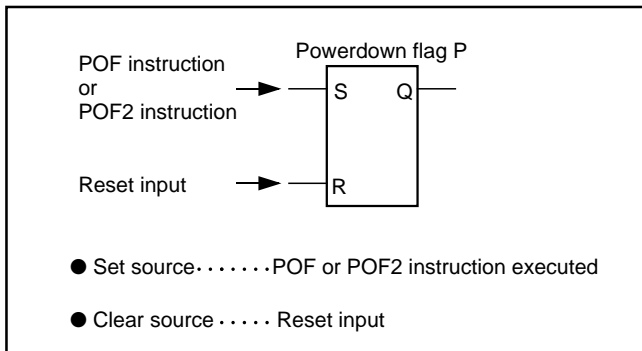 Powerdown flag P
POF instruction
or
POF2 instruction
S Q
Reset input
R
● Set source・・・・・・・POF or POF2 instruction executed
● Clear source・・・・・Reset input